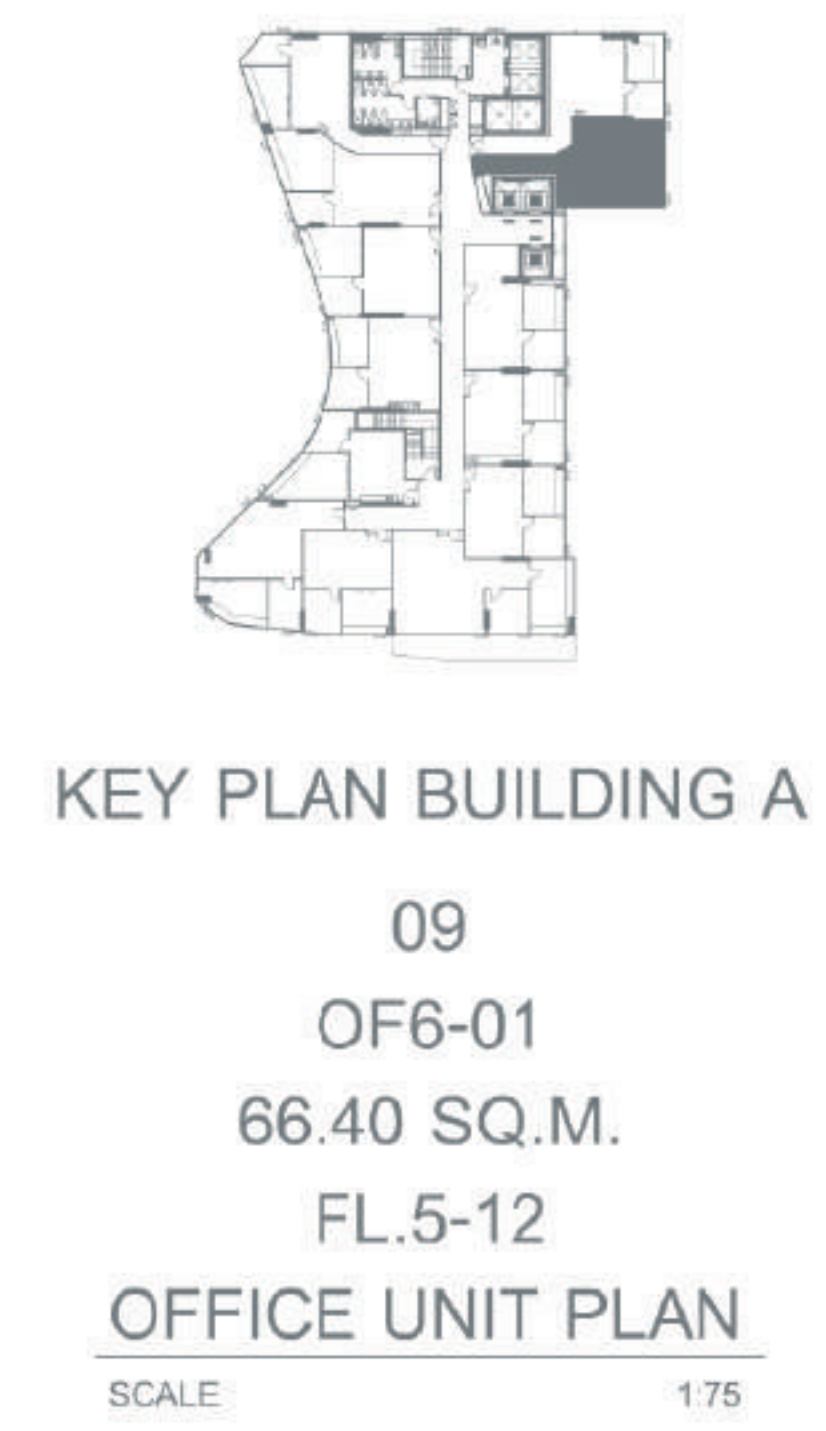 KEY PLAN BUILDING A
09
OF6-01
66.40 SQ.M.
FL.5-12
OFFICE UNIT PLAN
SCALE 1:75